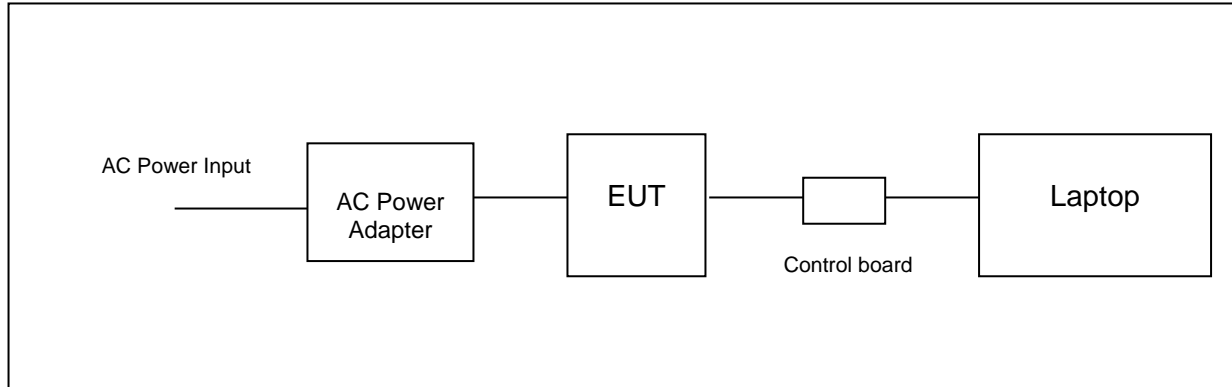 AC Power Input
AC Power
Adapter
EUT
Control board
Laptop